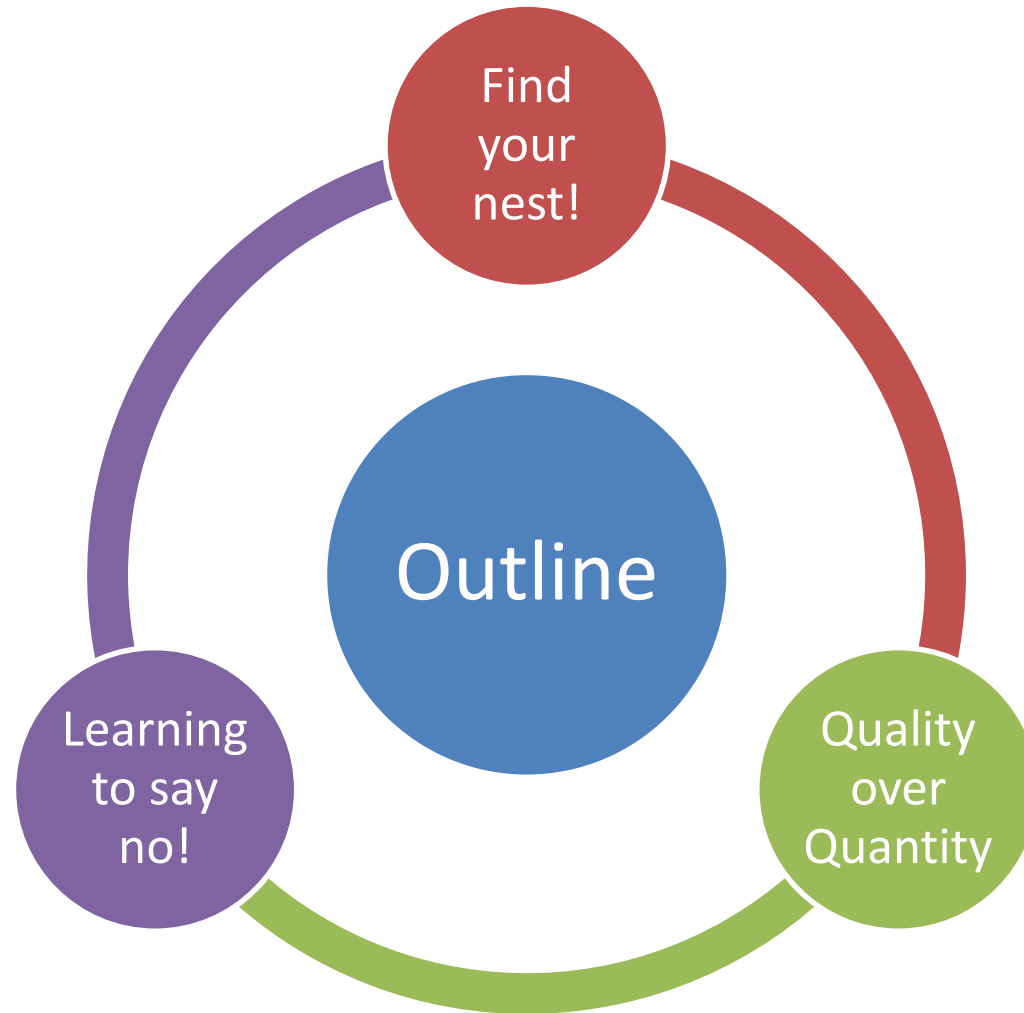 Find
your
nest!
Outline
Learning
to say
no!
Quality
over
Quantity